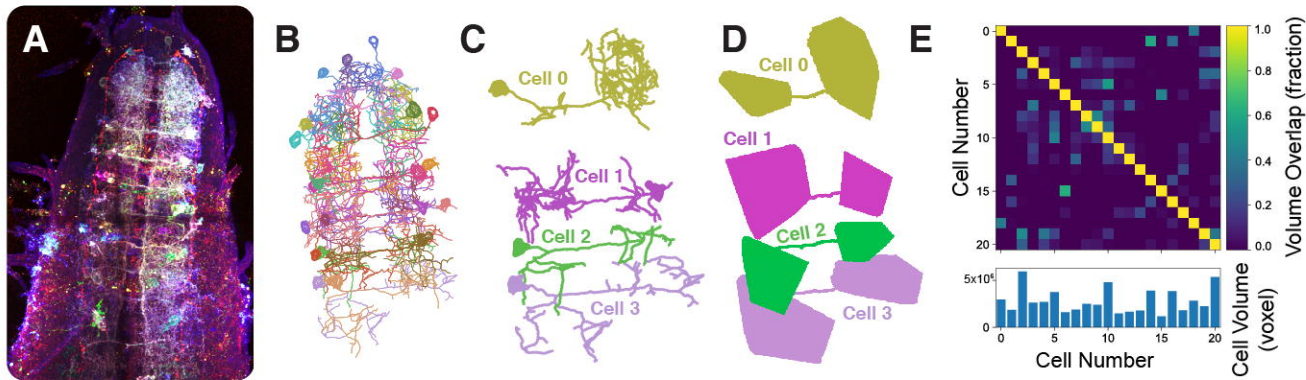 A
B
C
Cell 0
Cell 1
Cell 2
Cell 3
D
Cell 0
Cell 1
Cell 2
Cell 3
E
0
5
10
15
20
Cell Number
1.0
0.8
0.6
0.4
0.2
0.0
Volume Overlap (fraction)
5x10⁶
0
0
5
10
15
20
Cell Number
Cell Volume
(voxel)